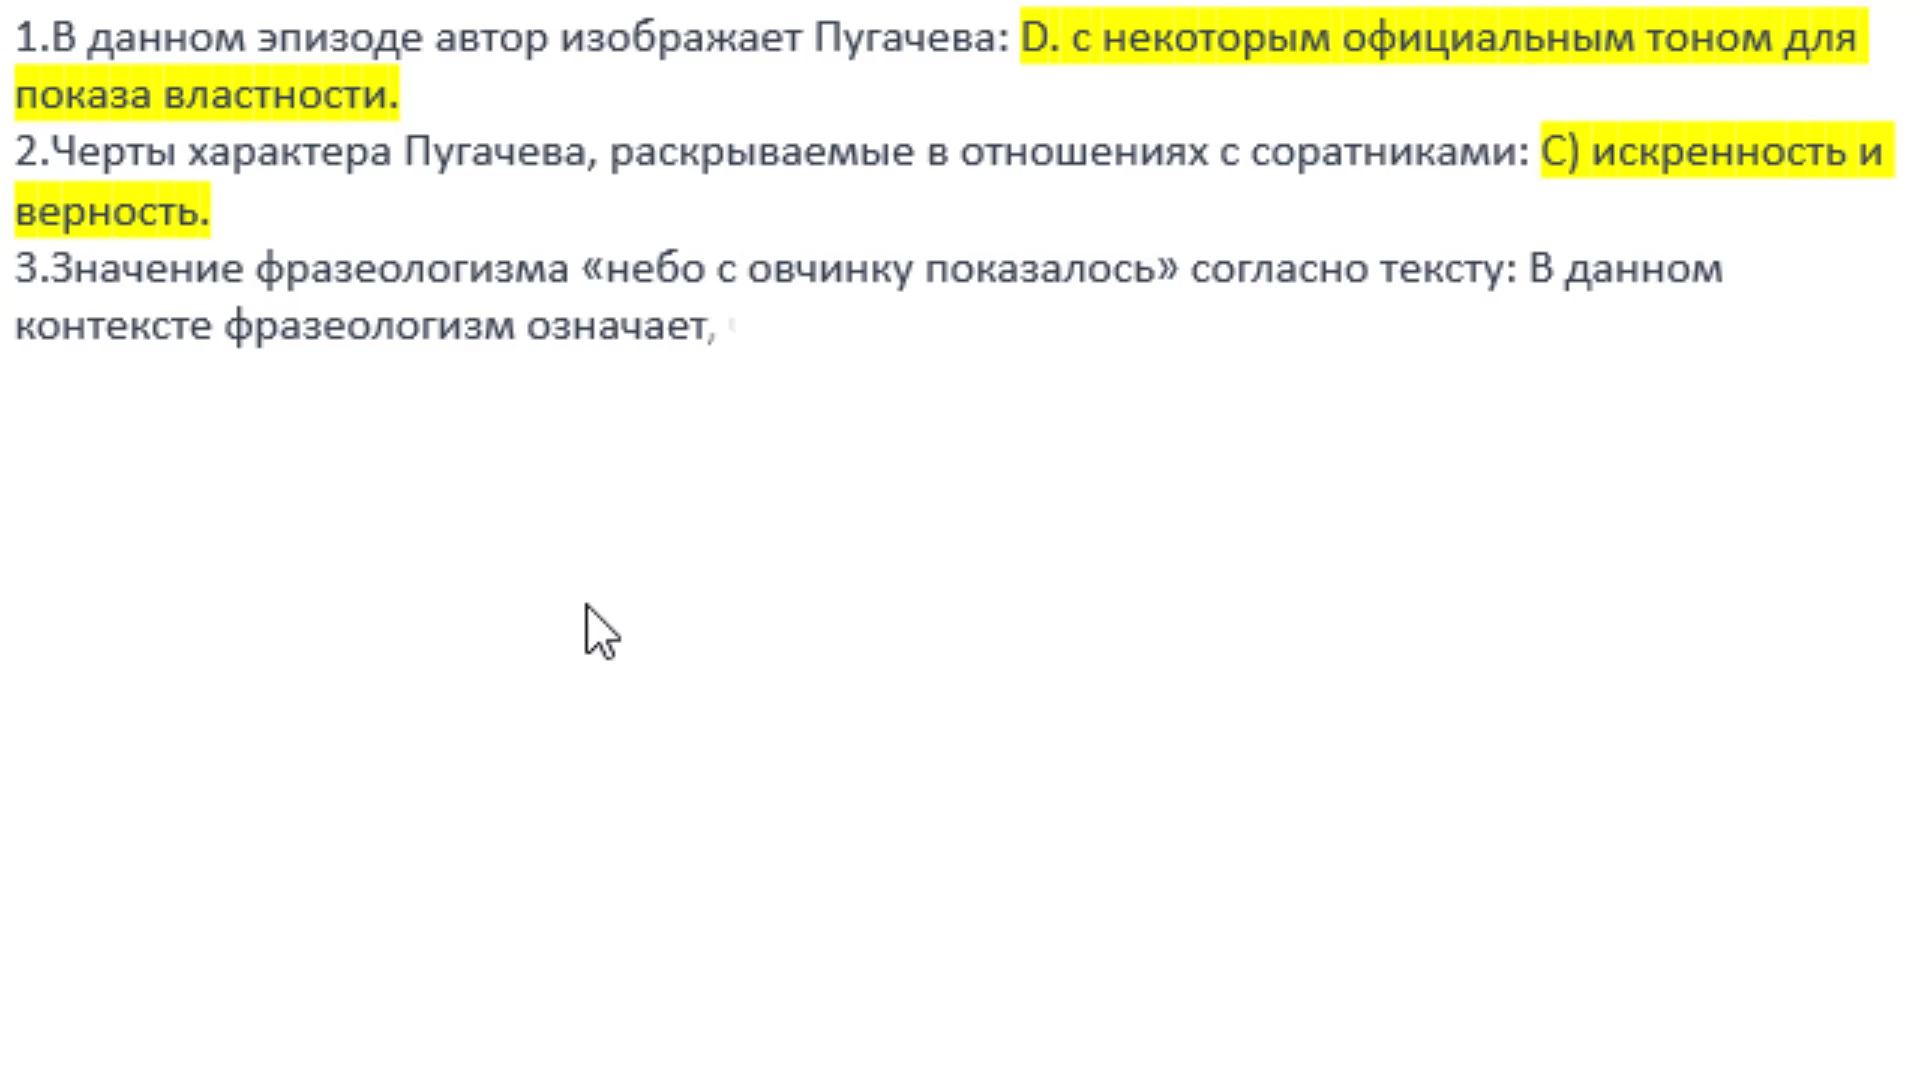 1.В данном эпизоде автор изображает Пугачева: D. с некоторым официальным тоном для
показа властности.
2.Черты характера Пугачева, раскрываемые в отношениях с соратниками: С) искренность и
верность.
3.Значение фразеологизма «небо с овчинку показалось» согласно тексту: В данном
контексте фразеологизм означает,